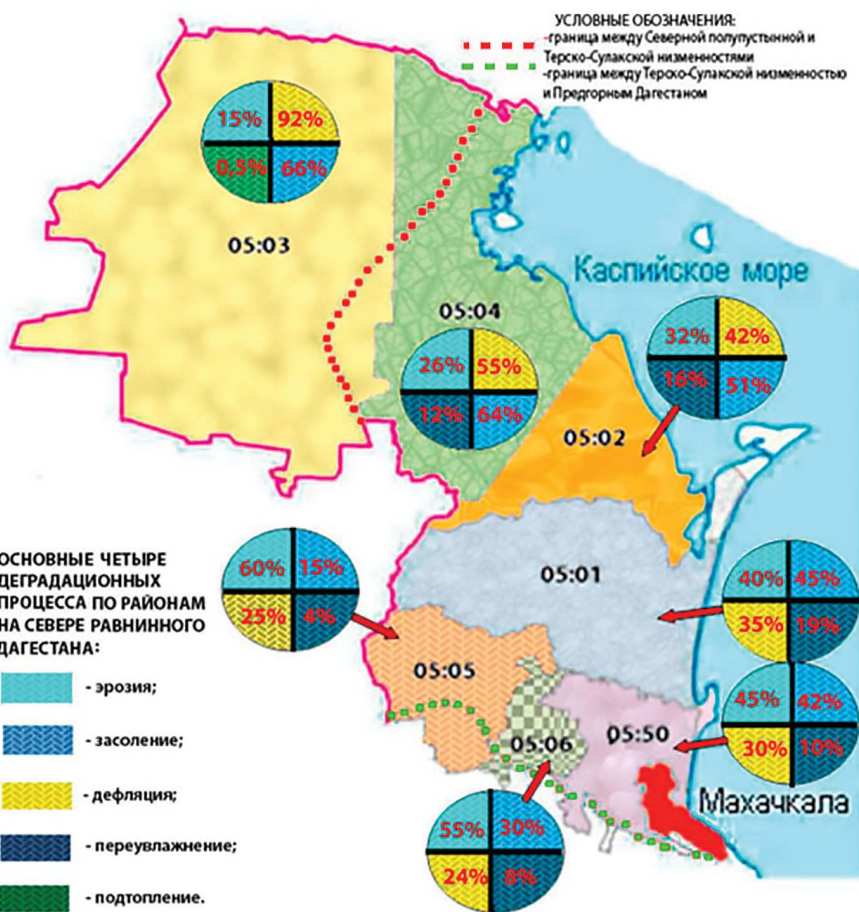 УСЛОВНЫЕ ОБОЗНАЧЕНИЯ:
-граница между Северной полупустынной и
Терско-Сулакской низменностями
-граница между Терско-Сулакской низменностью
и Предгорным Дагестаном
15% 92%
0,5% 66%
05:03
Каспийское море
05:04
26% 55%
12% 64%
32% 42%
16% 51%
05:02
ОСНОВНЫЕ ЧЕТЫРЕ
ДЕГРАДАЦИОННЫХ
ПРОЦЕССА ПО РАЙОНАМ
НА СЕВЕРЕ РАВНИННОГО
ДАГЕСТАНА:
- эрозия;
- засоление;
- дефляция;
- переувлажнение;
- подтопление.
60% 15%
25% 4%
05:01
40% 45%
35% 19%
05:05
05:06
05:50
45% 42%
30% 10%
Махачкала
55% 30%
24% 8%